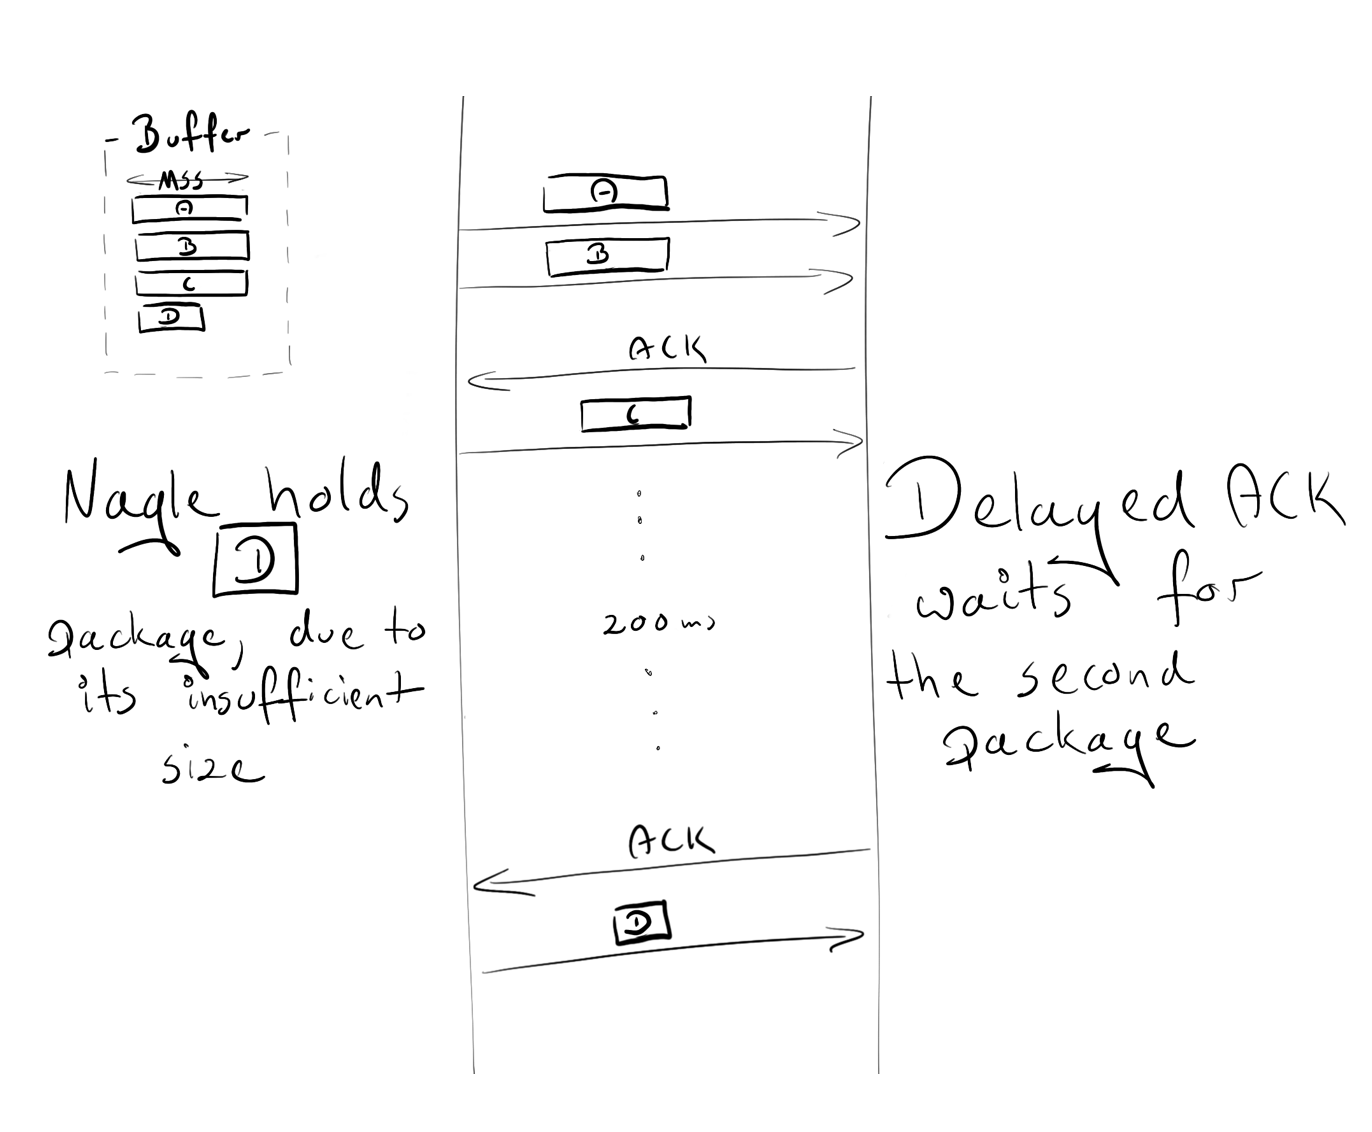 Buffer
MSS
A
B
C
D
A
B
ACK
C
200ms
ACK
D
Nagle holds
D
package, due to
its insufficient
size
Delayed ACK
waits for
the second
package